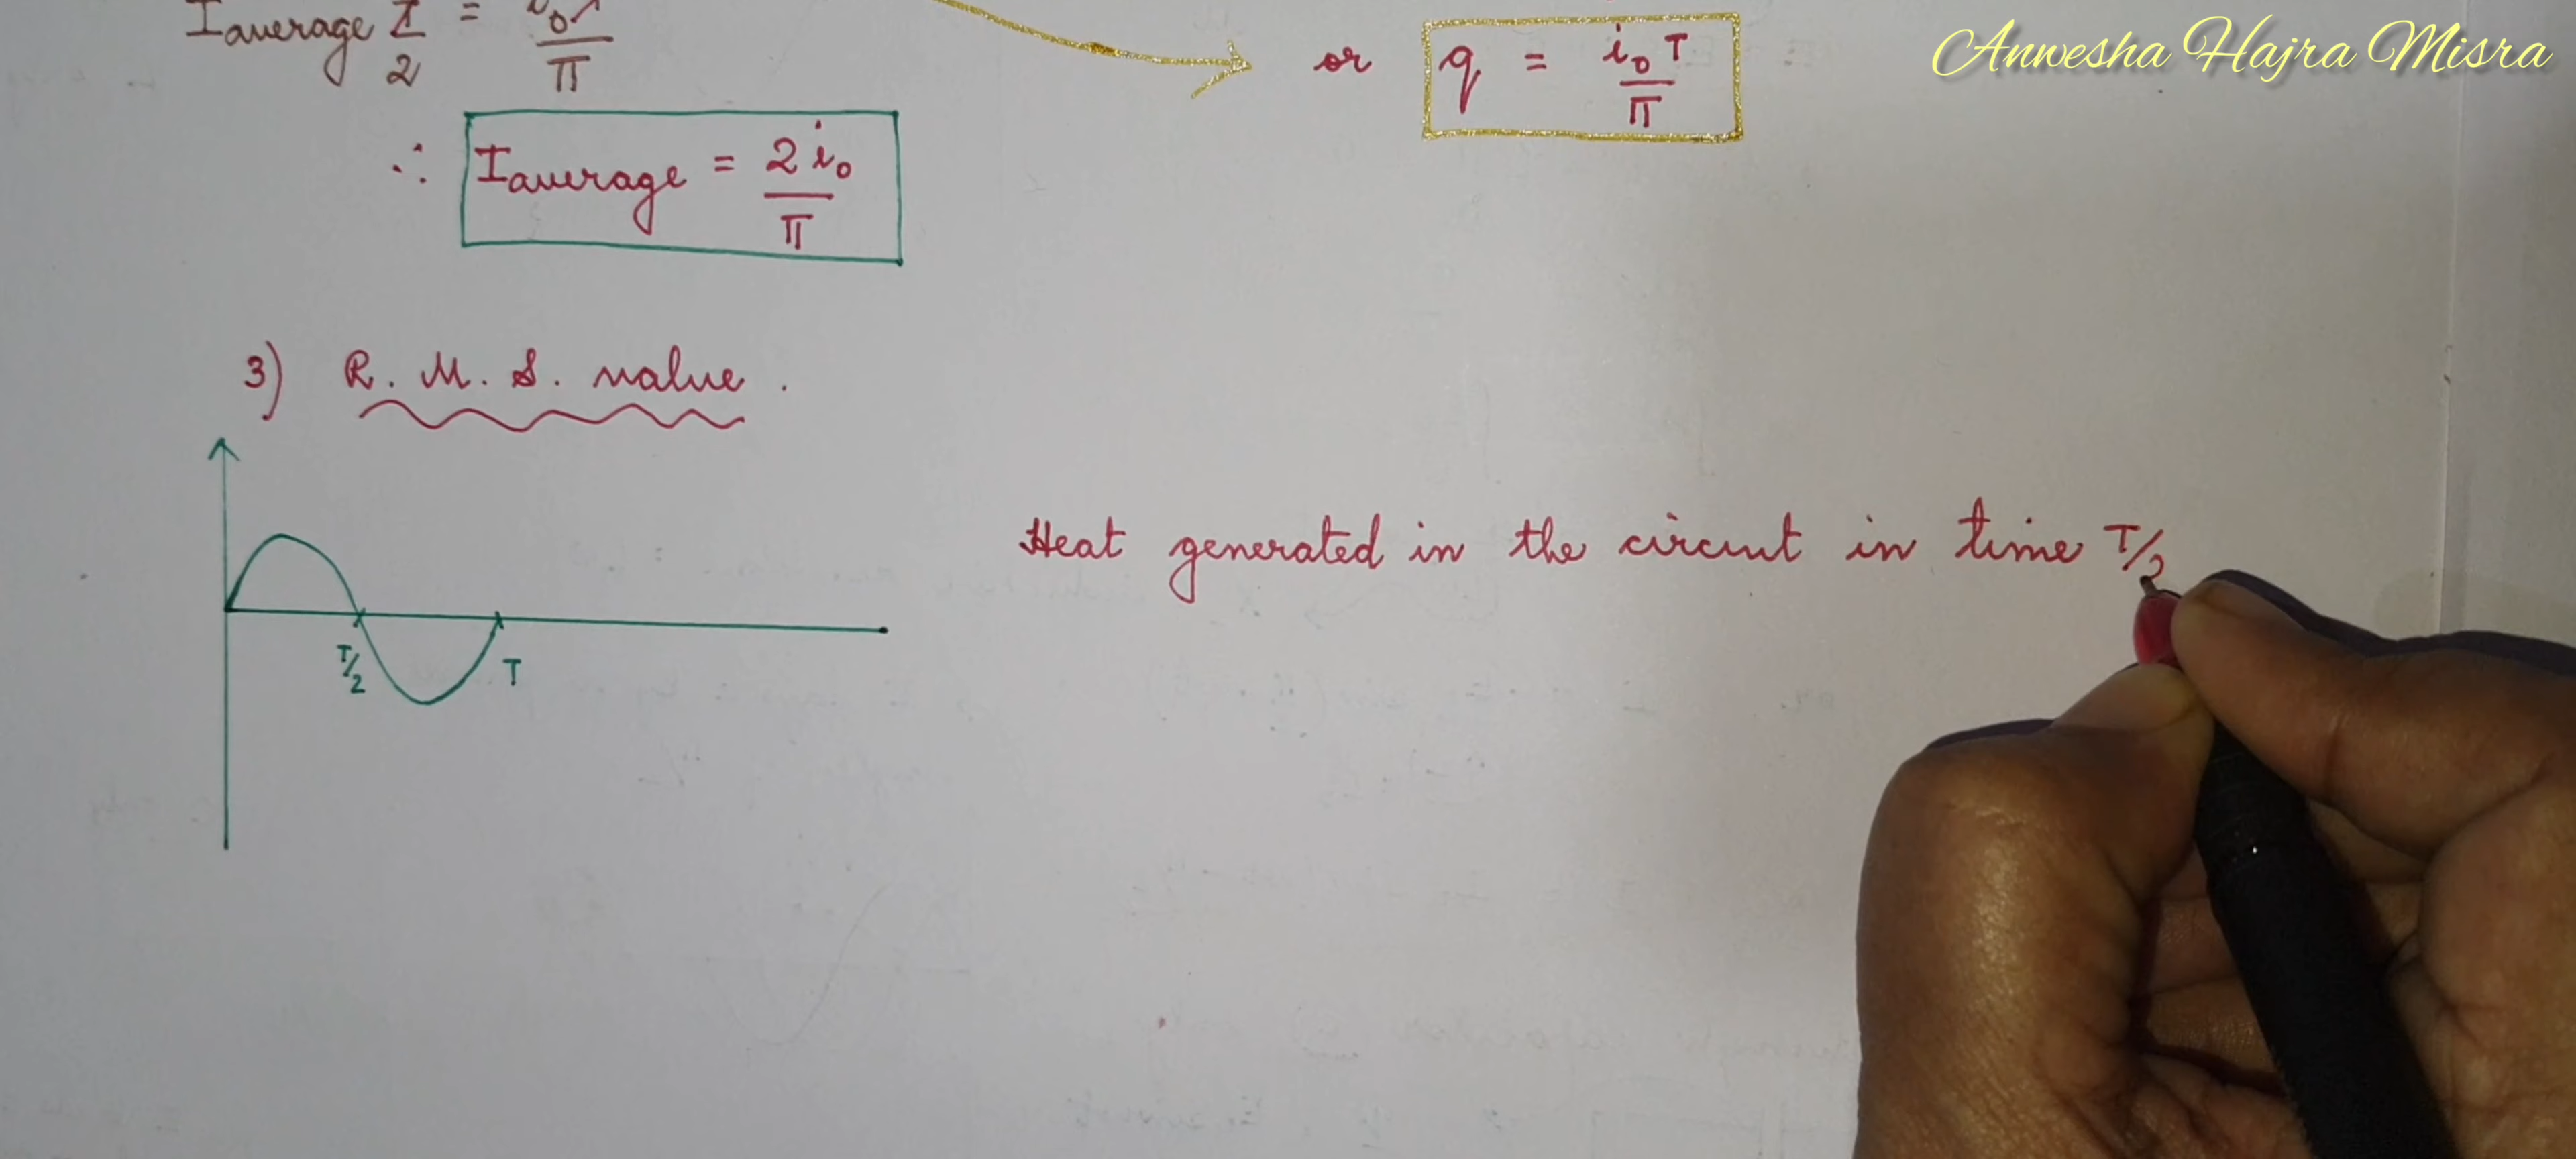 Anwesha Hajra Misra
Iaverage T/2 = i₀T/π
or q = i₀T/π
∴ Iaverage = 2i₀/π
3) R.M.S. value.
Heat generated in the circuit in time T/2
T/2 T